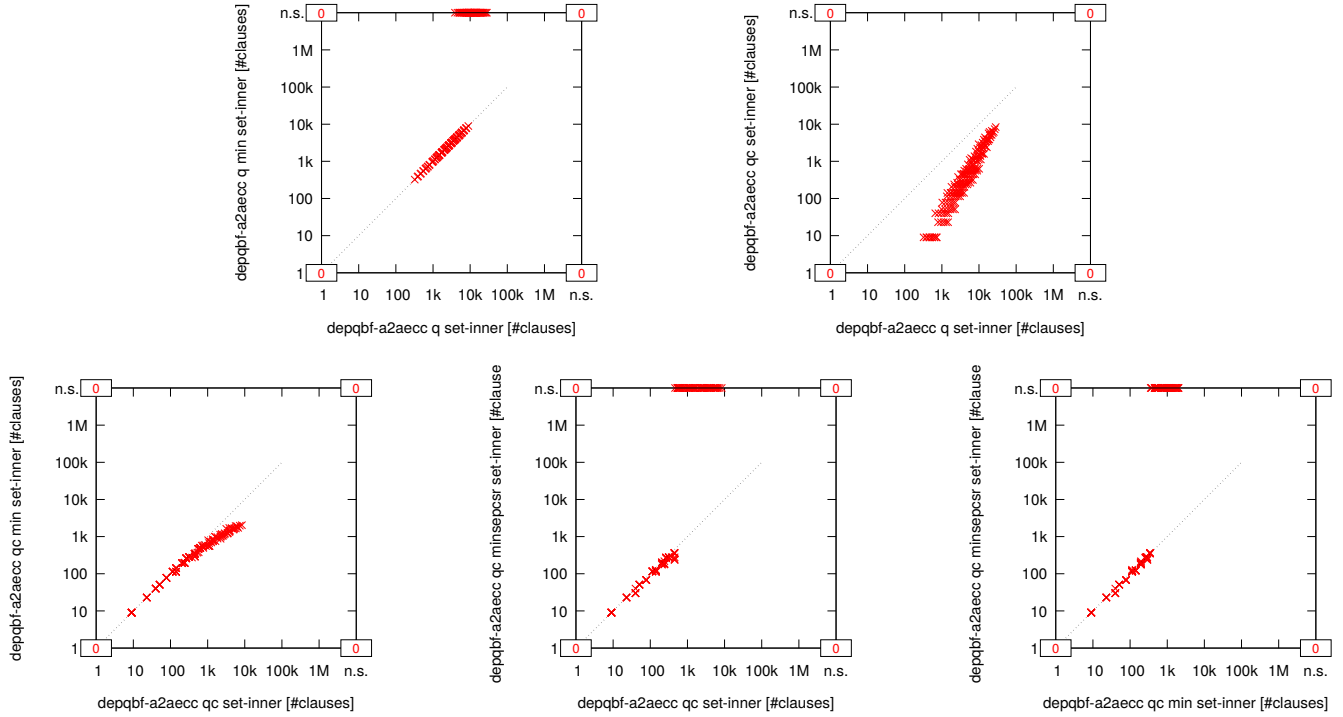 depqbf-a2aecc q min set-inner [#clauses]
n.s.
1M
100k
10k
1k
100
10
1
0
0
0
0
1 10 100 1k 10k 100k 1M n.s.
depqbf-a2aecc q set-inner [#clauses]
depqbf-a2aecc qc set-inner [#clauses]
n.s.
1M
100k
10k
1k
100
10
1
0
0
0
0
1 10 100 1k 10k 100k 1M n.s.
depqbf-a2aecc q set-inner [#clauses]
depqbf-a2aecc qc min set-inner [#clauses]
n.s.
1M
100k
10k
1k
100
10
1
0
0
0
0
1 10 100 1k 10k 100k 1M n.s.
depqbf-a2aecc qc set-inner [#clauses]
depqbf-a2aecc qc minsepcsr set-inner [#clause
n.s.
1M
100k
10k
1k
100
10
1
0
0
0
0
1 10 100 1k 10k 100k 1M n.s.
depqbf-a2aecc qc set-inner [#clauses]
depqbf-a2aecc qc minsepcsr set-inner [#clause
n.s.
1M
100k
10k
1k
100
10
1
0
0
0
0
1 10 100 1k 10k 100k 1M n.s.
depqbf-a2aecc qc min set-inner [#clauses]